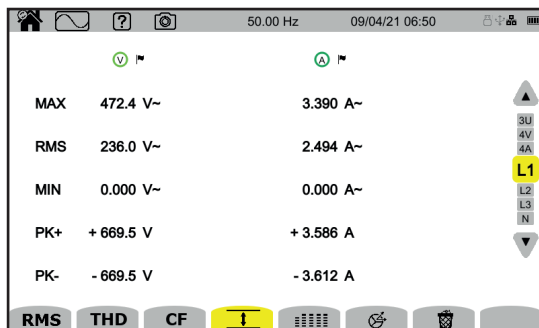 ? 50.00 Hz 09/04/21 06:50
V A
MAX 472.4 V~ 3.390 A~
RMS 236.0 V~ 2.494 A~
MIN 0.000 V~ 0.000 A~
PK+ + 669.5 V + 3.586 A
PK- - 669.5 V - 3.612 A
3U
4V
4A
L1
L2
L3
N
RMS THD CF